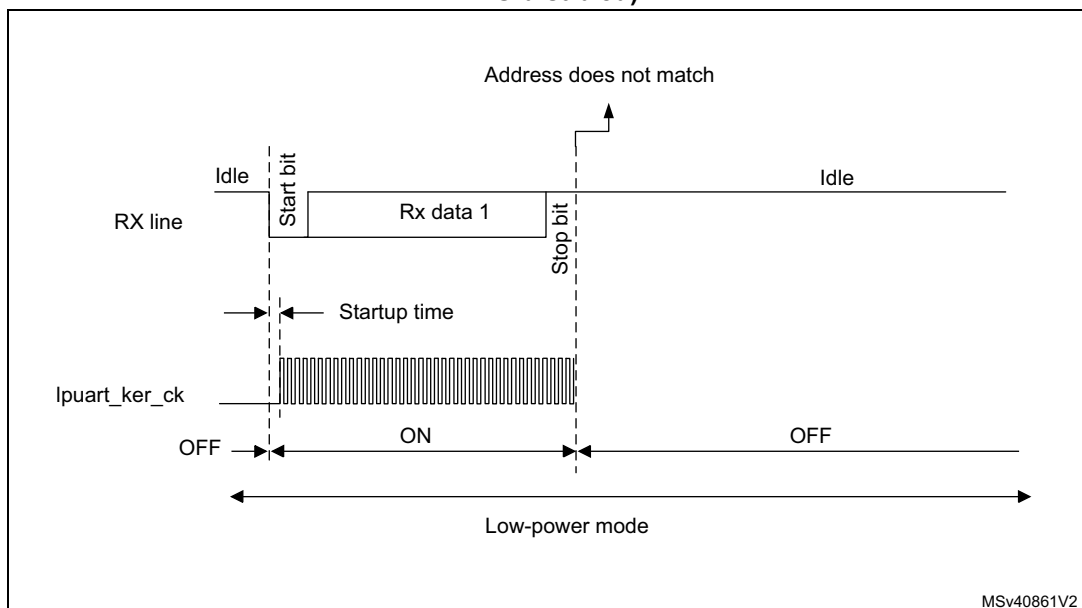 Address does not match
Idle
Start bit
Rx data 1
Stop bit
Idle
RX line
Startup time
lpuart_ker_ck
OFF
ON
OFF
Low-power mode
MSv40861V2